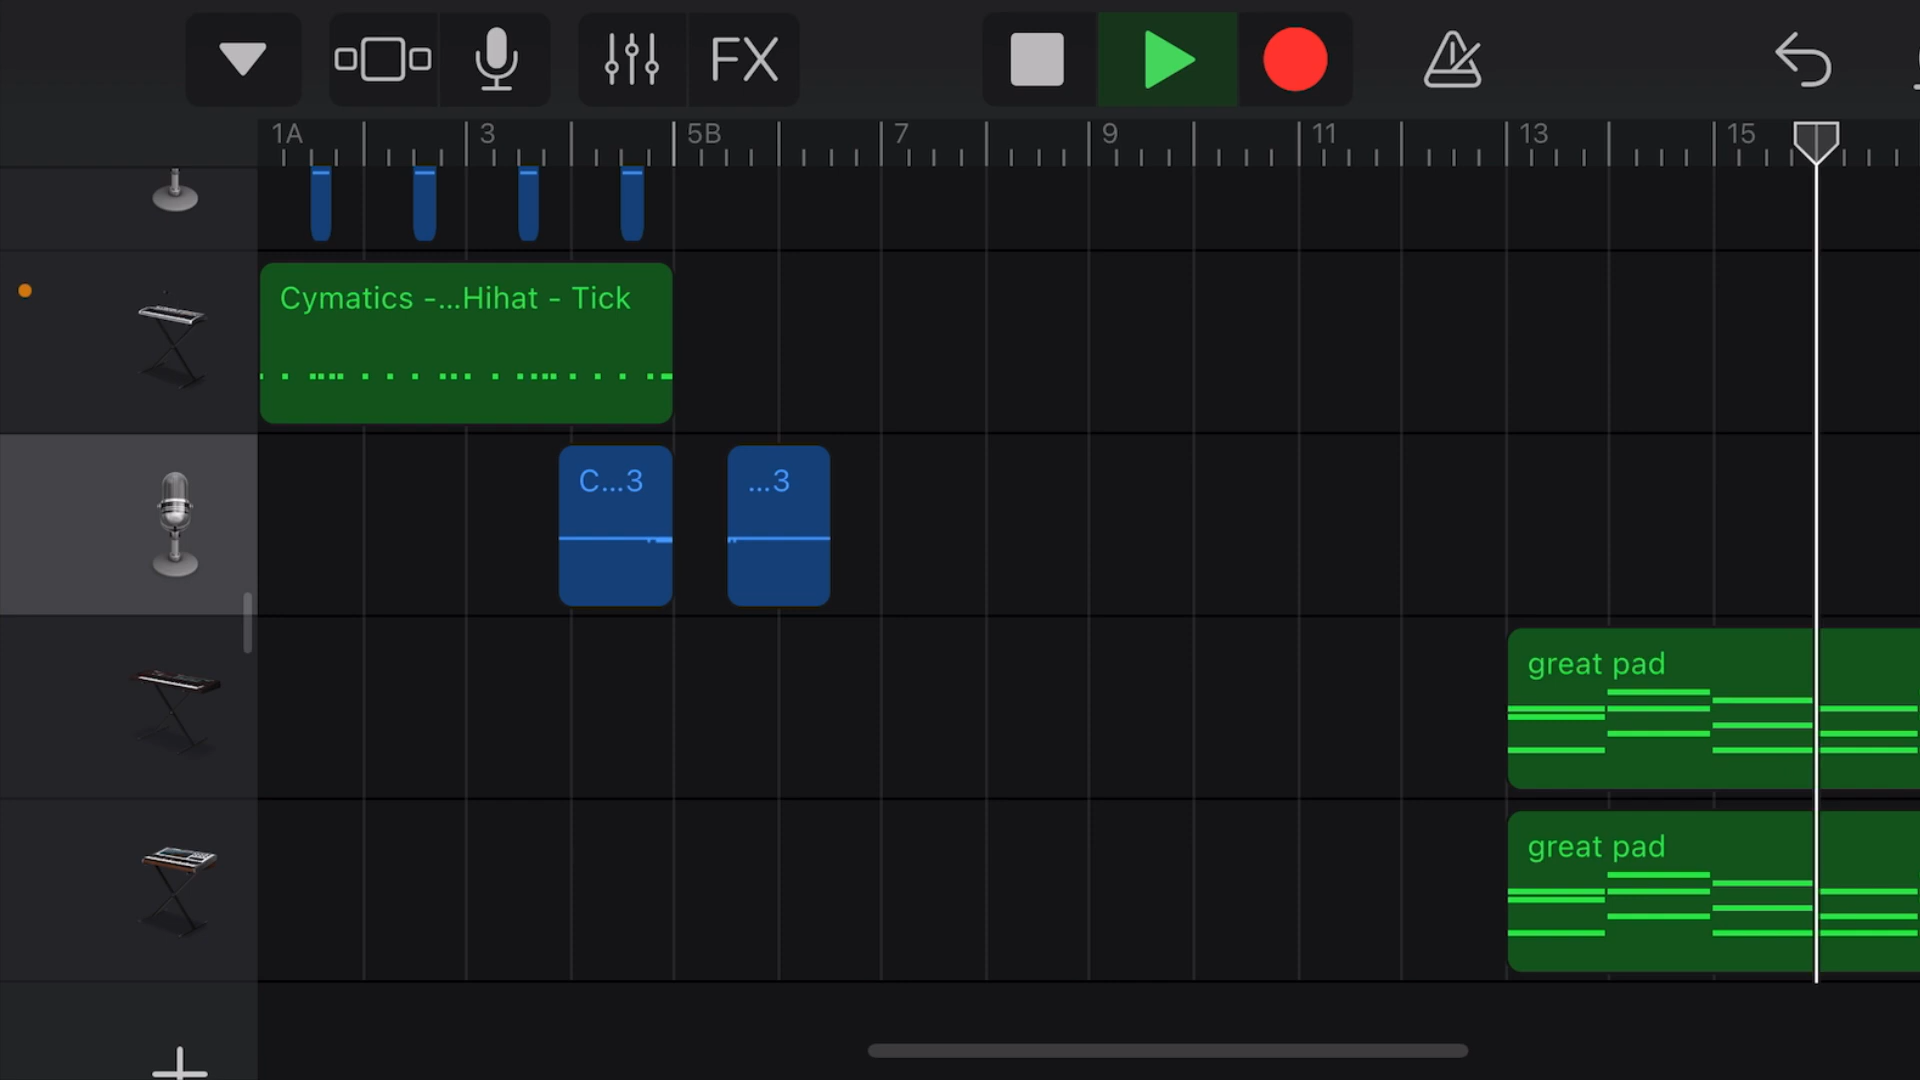 FX
1A 3 5B 7 9 11 13 15
Cymatics -...Hihat - Tick
C...3 ...3
great pad
great pad